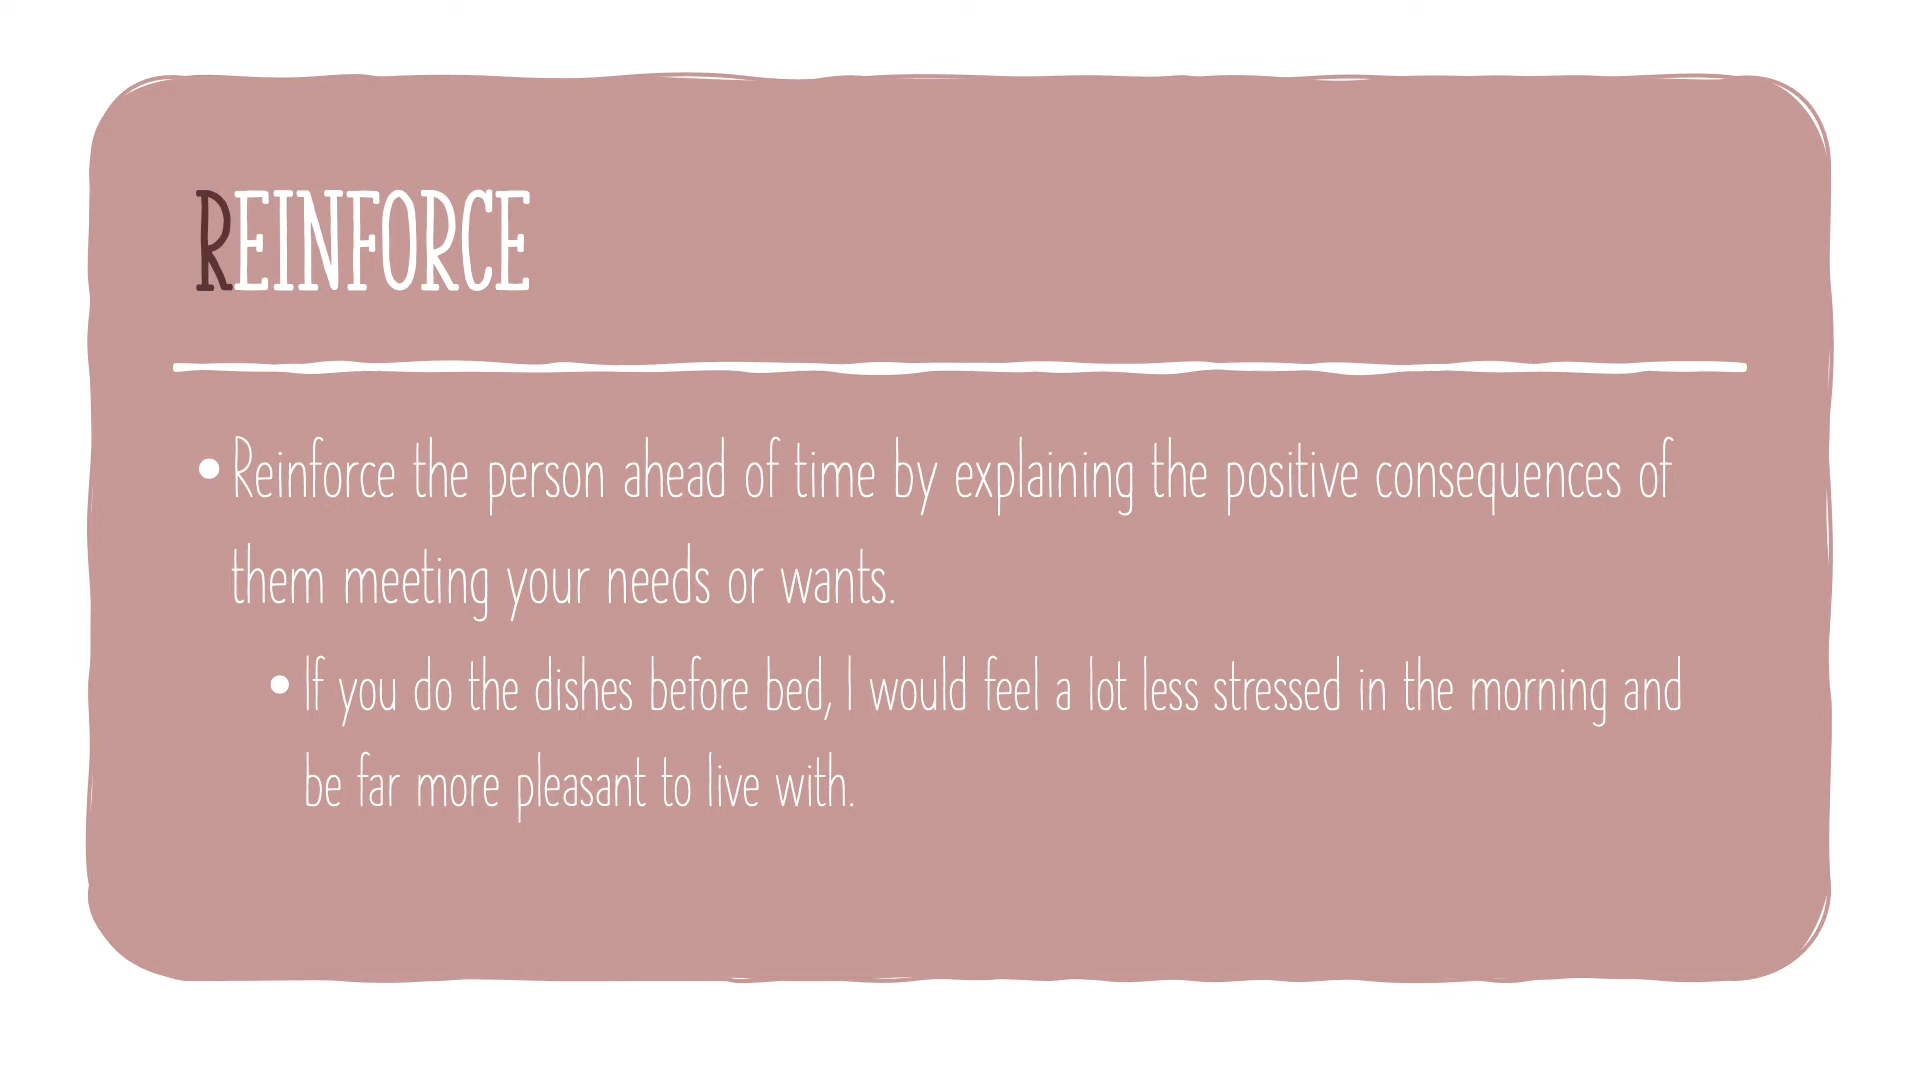 REINFORCE
• Reinforce the person ahead of time by explaining the positive consequences of
them meeting your needs or wants.
• If you do the dishes before bed, I would feel a lot less stressed in the morning and
be far more pleasant to live with.